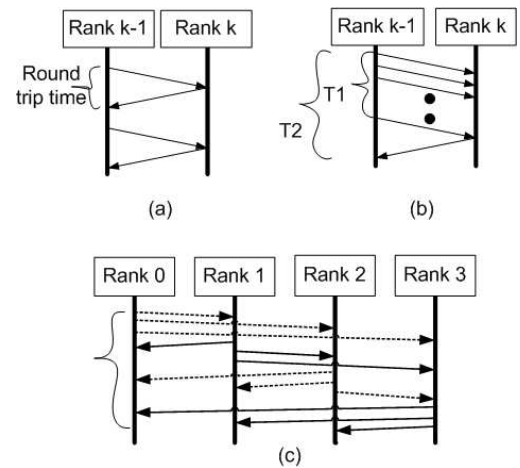 Rank k-1 Rank k
Round
trip time
(a)
Rank k-1 Rank k
T1
T2
(b)
Rank 0 Rank 1 Rank 2 Rank 3
(c)